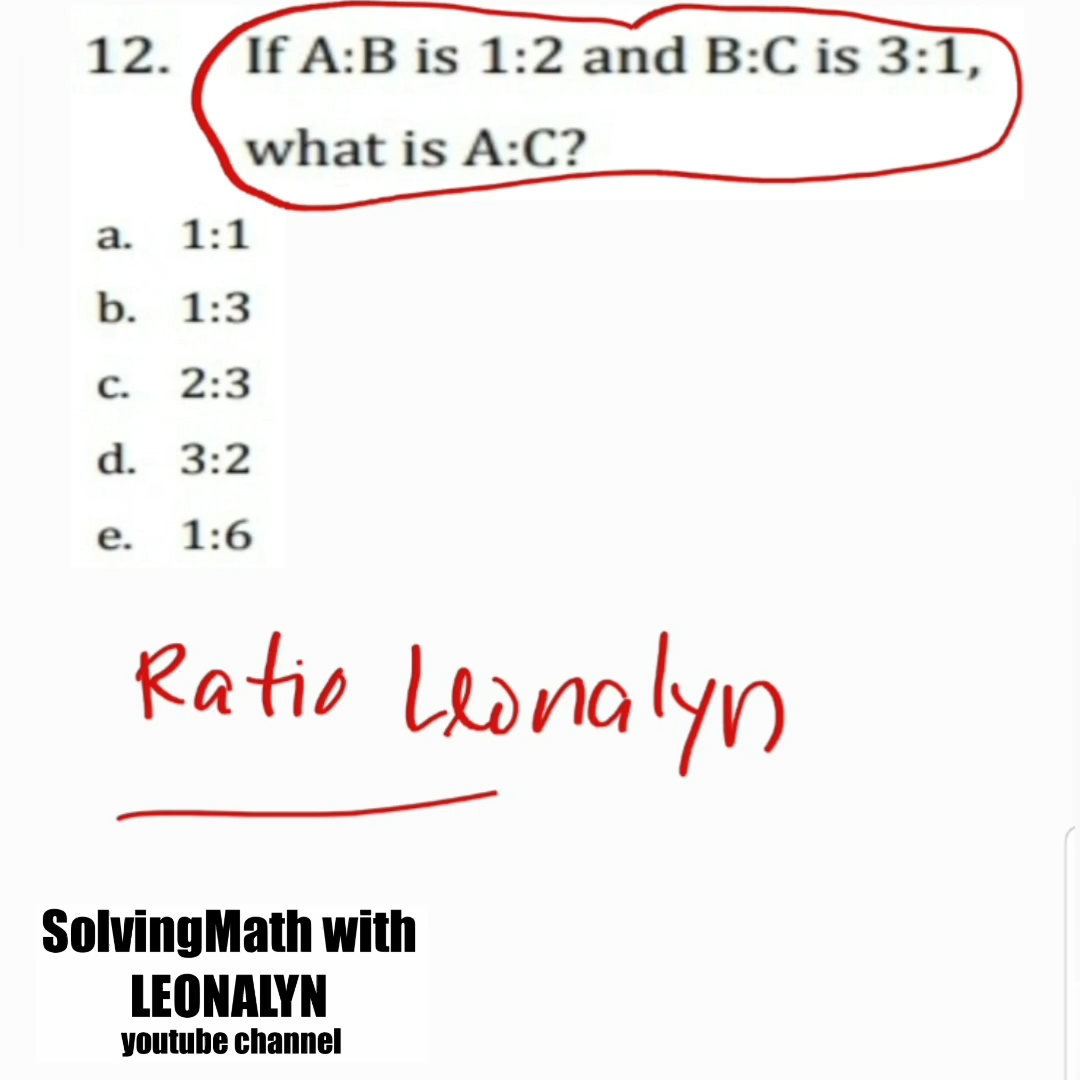 12. If A:B is 1:2 and B:C is 3:1,
what is A:C?
a. 1:1
b. 1:3
c. 2:3
d. 3:2
e. 1:6
Ratio Leonalyn
SolvingMath with
LEONALYN
youtube channel